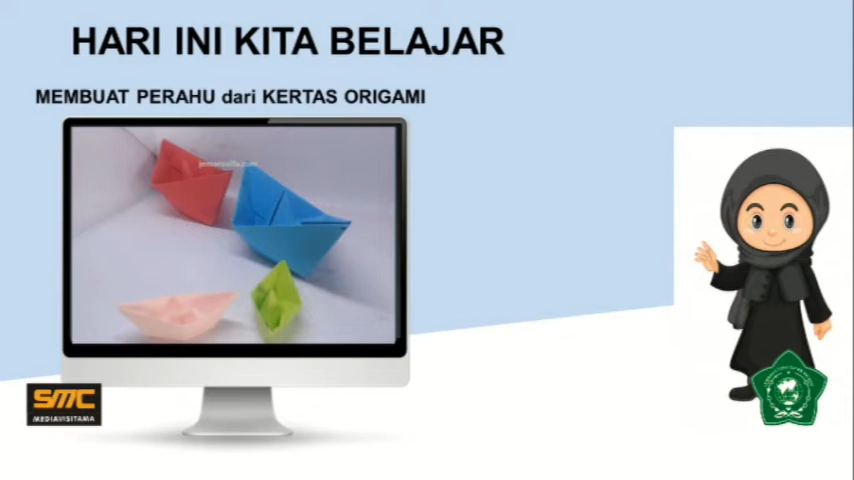 HARI INI KITA BELAJAR
MEMBUAT PERAHU dari KERTAS ORIGAMI
SMC
MEDIAVISITAMA